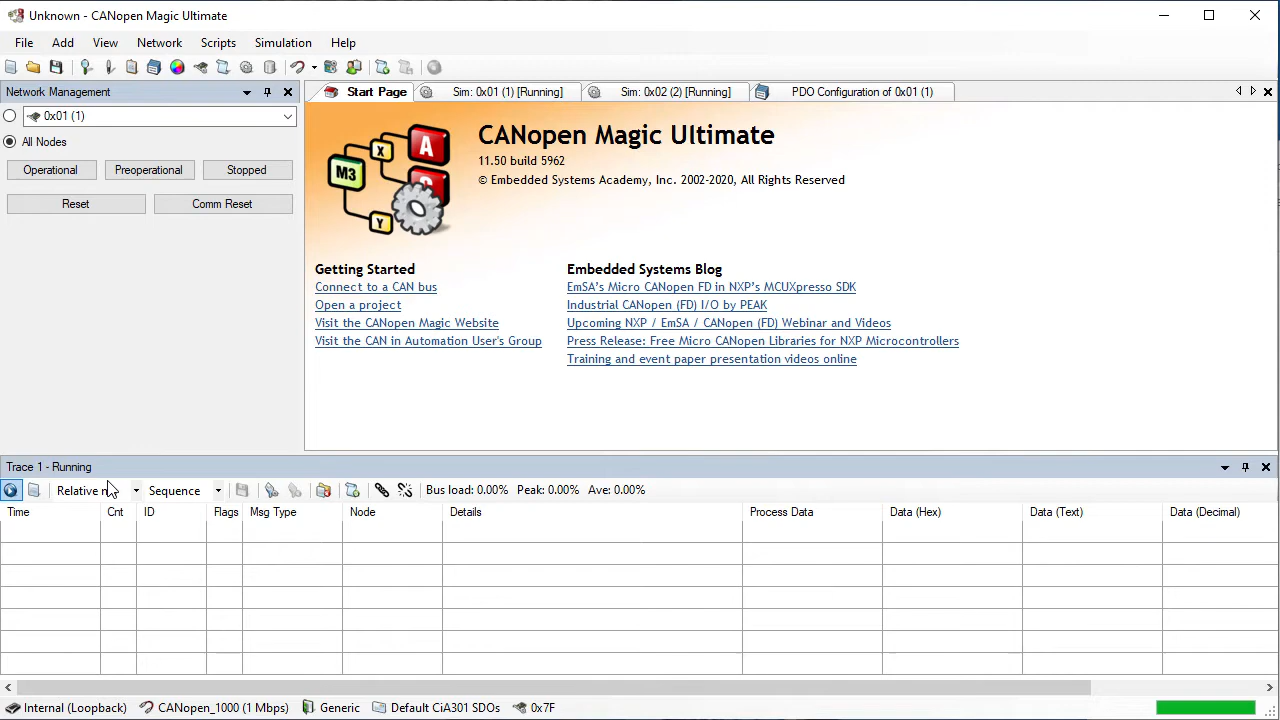 Unknown - CANopen Magic Ultimate
File Add View Network Scripts Simulation Help
Network Management
0x01 (1)
All Nodes
Operational Preoperational Stopped
Reset Comm Reset
Start Page Sim: 0x01 (1) [Running] Sim: 0x02 (2) [Running] PDO Configuration of 0x01 (1)
M3 X A Y
CANopen Magic Ultimate
11.50 build 5962
© Embedded Systems Academy, Inc. 2002-2020, All Rights Reserved
Getting Started
Connect to a CAN bus
Open a project
Visit the CANopen Magic Website
Visit the CAN in Automation User's Group
Embedded Systems Blog
EmSA's Micro CANopen FD in NXP's MCUXpresso SDK
Industrial CANopen (FD) I/O by PEAK
Upcoming NXP / EmSA / CANopen (FD) Webinar and Videos
Press Release: Free Micro CANopen Libraries for NXP Microcontrollers
Training and event paper presentation videos online
Trace 1 - Running
Relative Sequence Bus load: 0.00% Peak: 0.00% Ave: 0.00%
Time Cnt ID Flags Msg Type Node Details Process Data Data (Hex) Data (Text) Data (Decimal)
Internal (Loopback) CANopen_1000 (1 Mbps) Generic Default CiA301 SDOs 0x7F